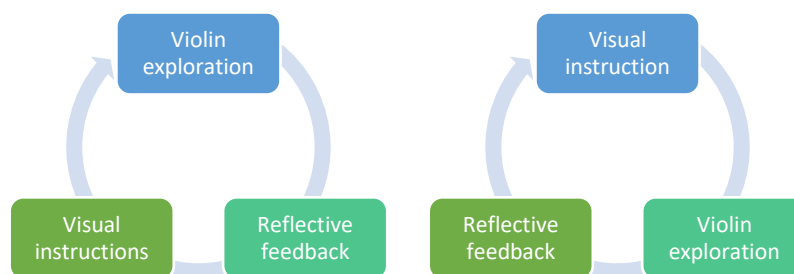 Violin
exploration
Visual
instructions
Reflective
feedback
Visual
instruction
Reflective
feedback
Violin
exploration